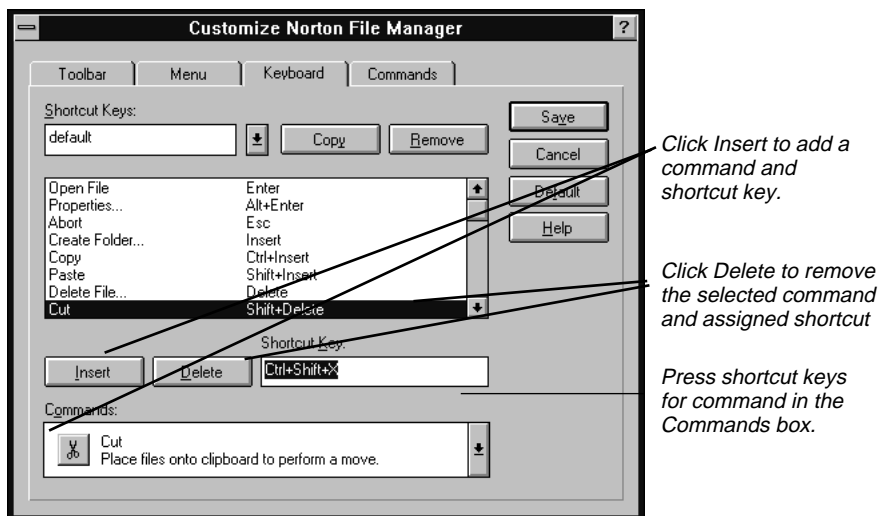 Customize Norton File Manager
?
Toolbar
Menu
Keyboard
Commands
Shortcut Keys:
default
Copy
Remove
Save
Cancel
Default
Help
Open File Enter
Properties... Alt+Enter
Abort Esc
Create Folder... Insert
Copy Ctrl+Insert
Paste Shift+Insert
Delete File... Delete
Cut Shift+Delete
Shortcut Key:
Insert
Delete
Ctrl+Shift+X
Commands:
Cut
Place files onto clipboard to perform a move.
Click Insert to add a
command and
shortcut key.
Click Delete to remove
the selected command
and assigned shortcut
Press shortcut keys
for command in the
Commands box.